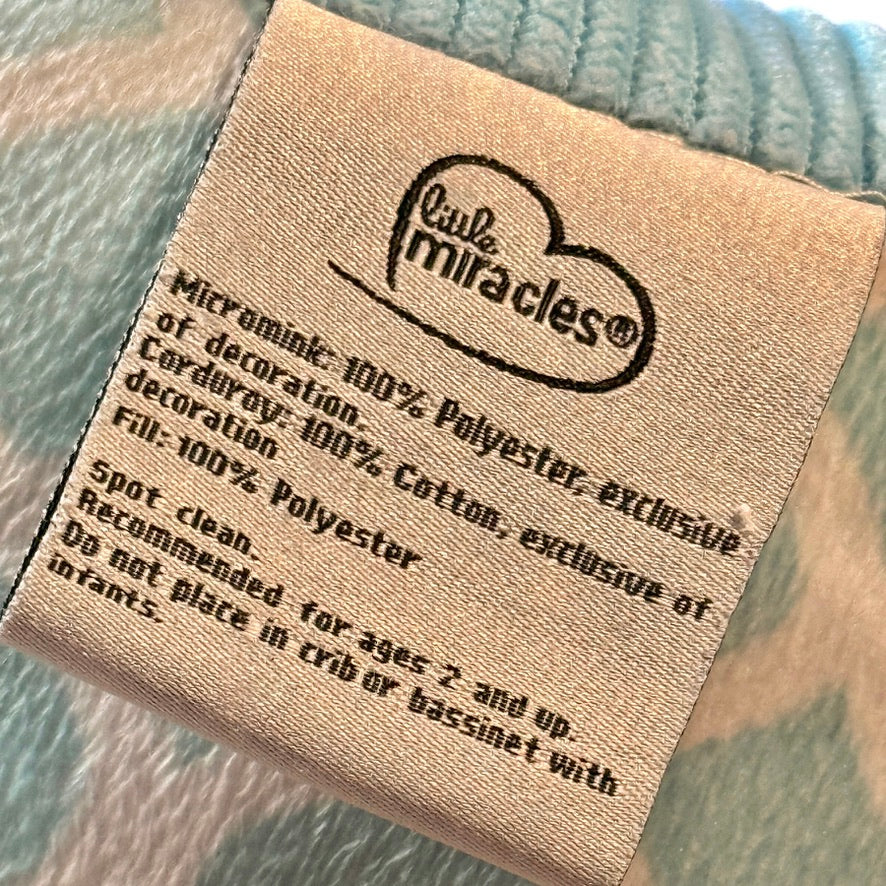 little
miracles®
Micromink: 100% Polyester, exclusive
of decoration.
Corduroy: 100% Cotton, exclusive of
decoration
Fill: 100% Polyester
Spot clean.
Recommended for ages 2 and up.
Do not place in crib or bassinet with
infants.